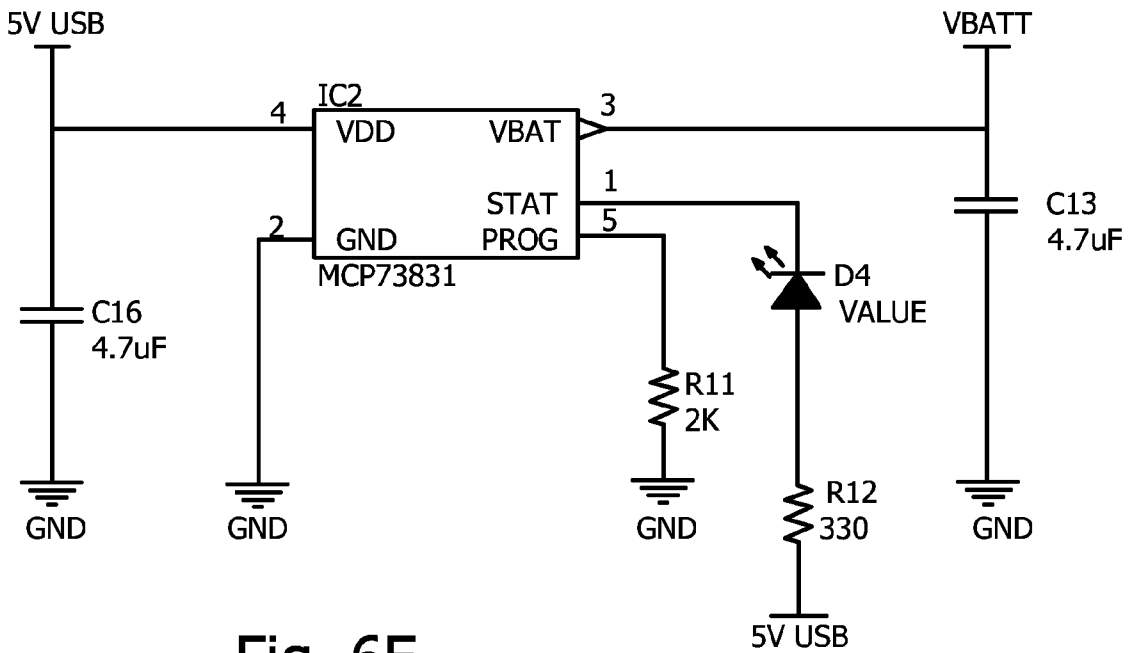 5V USB
VBATT
IC2
4
VDD
VBAT
3
STAT
1
2
GND
PROG
5
MCP73831
C16
4.7uF
C13
4.7uF
D4
VALUE
R11
2K
R12
330
GND
GND
GND
GND
5V USB